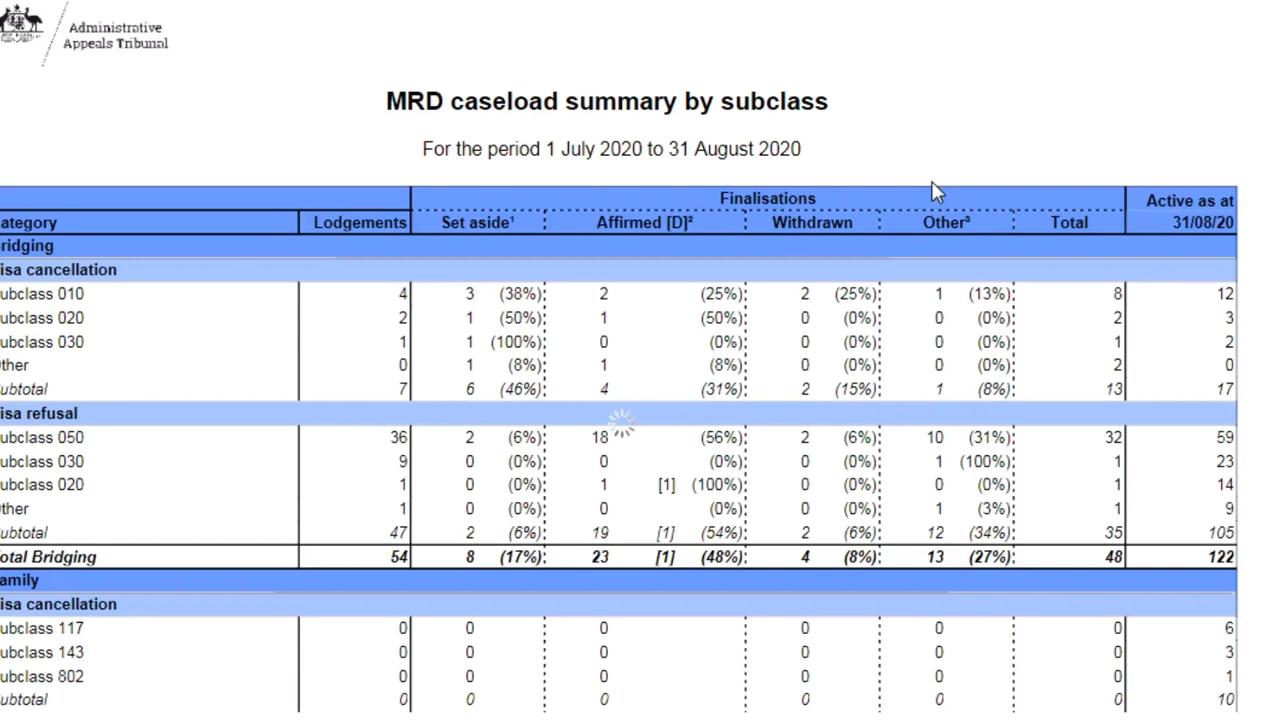 Administrative
Appeals Tribunal
MRD caseload summary by subclass
For the period 1 July 2020 to 31 August 2020
Finalisations Active as at
ategory Lodgements Set aside¹ Affirmed [D]² Withdrawn Other³ Total 31/08/20
ridging
isa cancellation
ubclass 010 4 3 (38%) 2 (25%) 2 (25%) 1 (13%) 8 12
ubclass 020 2 1 (50%) 1 (50%) 0 (0%) 0 (0%) 2 3
ubclass 030 1 1 (100%) 0 (0%) 0 (0%) 0 (0%) 1 2
ther 0 1 (8%) 1 (8%) 0 (0%) 0 (0%) 2 0
ubtotal 7 6 (46%) 4 (31%) 2 (15%) 1 (8%) 13 17
isa refusal
ubclass 050 36 2 (6%) 18 (56%) 2 (6%) 10 (31%) 32 59
ubclass 030 9 0 (0%) 0 (0%) 0 (0%) 1 (100%) 1 23
ubclass 020 1 0 (0%) 1 [1] (100%) 0 (0%) 0 (0%) 1 14
ther 1 0 (0%) 0 (0%) 0 (0%) 1 (3%) 1 9
ubtotal 47 2 (6%) 19 [1] (54%) 2 (6%) 12 (34%) 35 105
otal Bridging 54 8 (17%) 23 [1] (48%) 4 (8%) 13 (27%) 48 122
amily
isa cancellation
ubclass 117 0 0 0 0 0 0 6
ubclass 143 0 0 0 0 0 0 3
ubclass 802 0 0 0 0 0 0 1
ubtotal 0 0 0 0 0 0 10